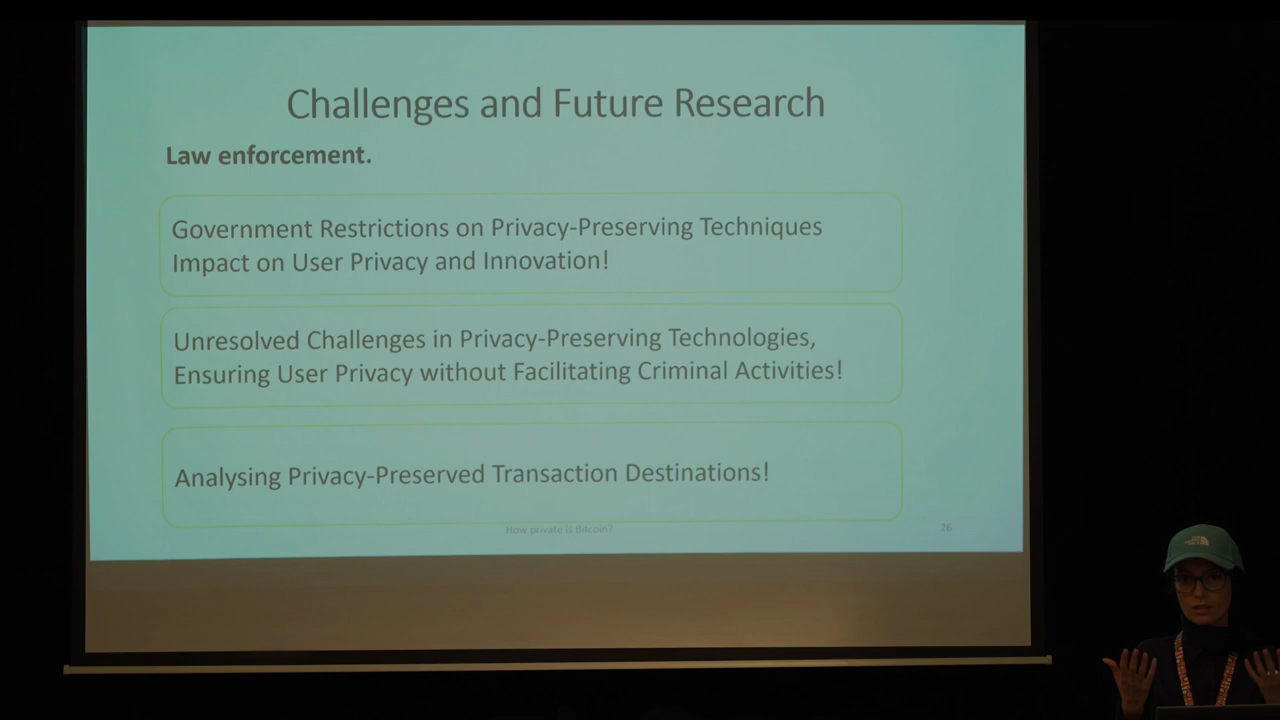 Challenges and Future Research
Law enforcement.
Government Restrictions on Privacy-Preserving Techniques
Impact on User Privacy and Innovation!
Unresolved Challenges in Privacy-Preserving Technologies,
Ensuring User Privacy without Facilitating Criminal Activities!
Analysing Privacy-Preserved Transaction Destinations!
How private is Bitcoin?
26